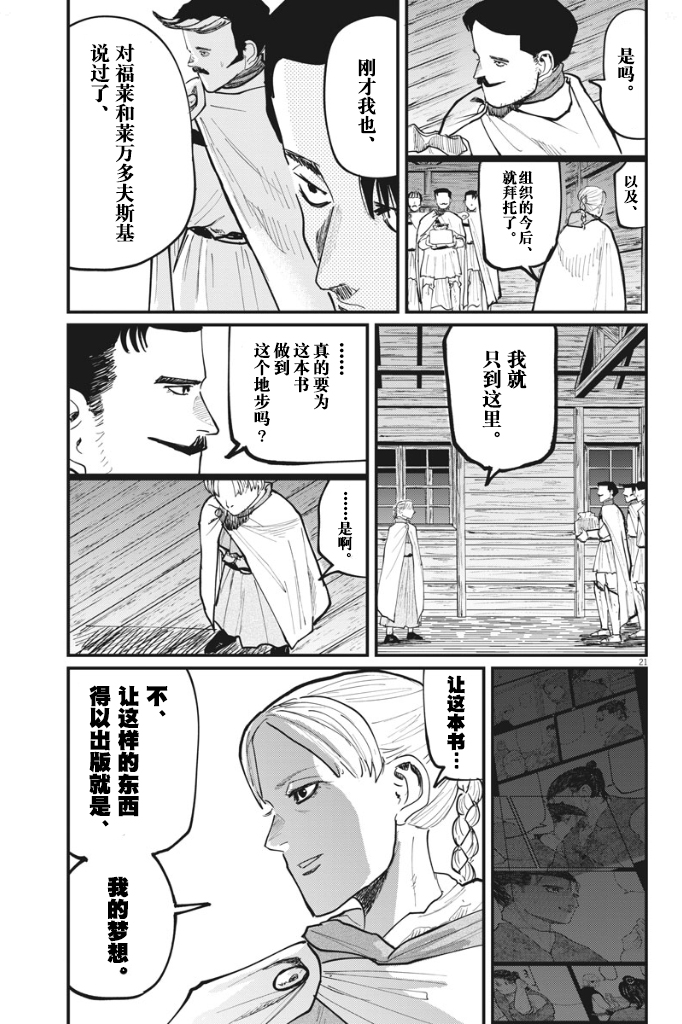 是吗。
以及、
组织的今后、
就拜托了。
刚才我也、
对福莱和莱万多夫斯基
说过了、
我就
只到这里。
……
真的要为
这本书
做到
这个地步吗？
……是啊。
21
让这本书…
不、
让这样的东西
得以出版就是、
我的梦想。